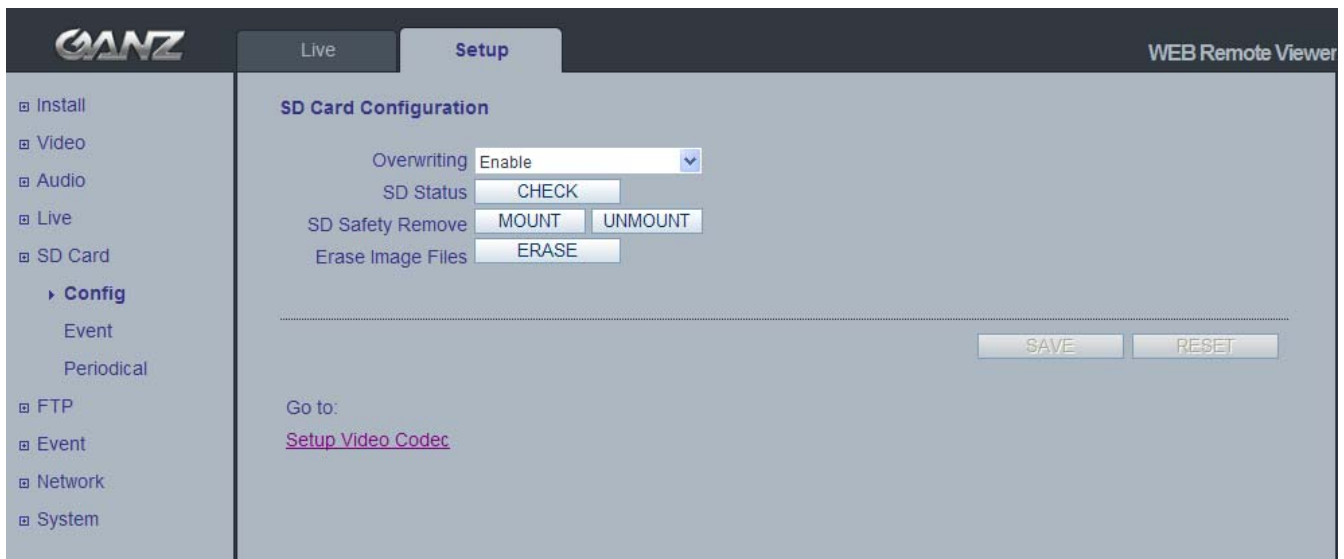 GANZ
Live
Setup
WEB Remote Viewer
Install
Video
Audio
Live
SD Card
Config
Event
Periodical
FTP
Event
Network
System
SD Card Configuration
Overwriting Enable
SD Status CHECK
SD Safety Remove MOUNT UNMOUNT
Erase Image Files ERASE
SAVE RESET
Go to:
Setup Video Codec